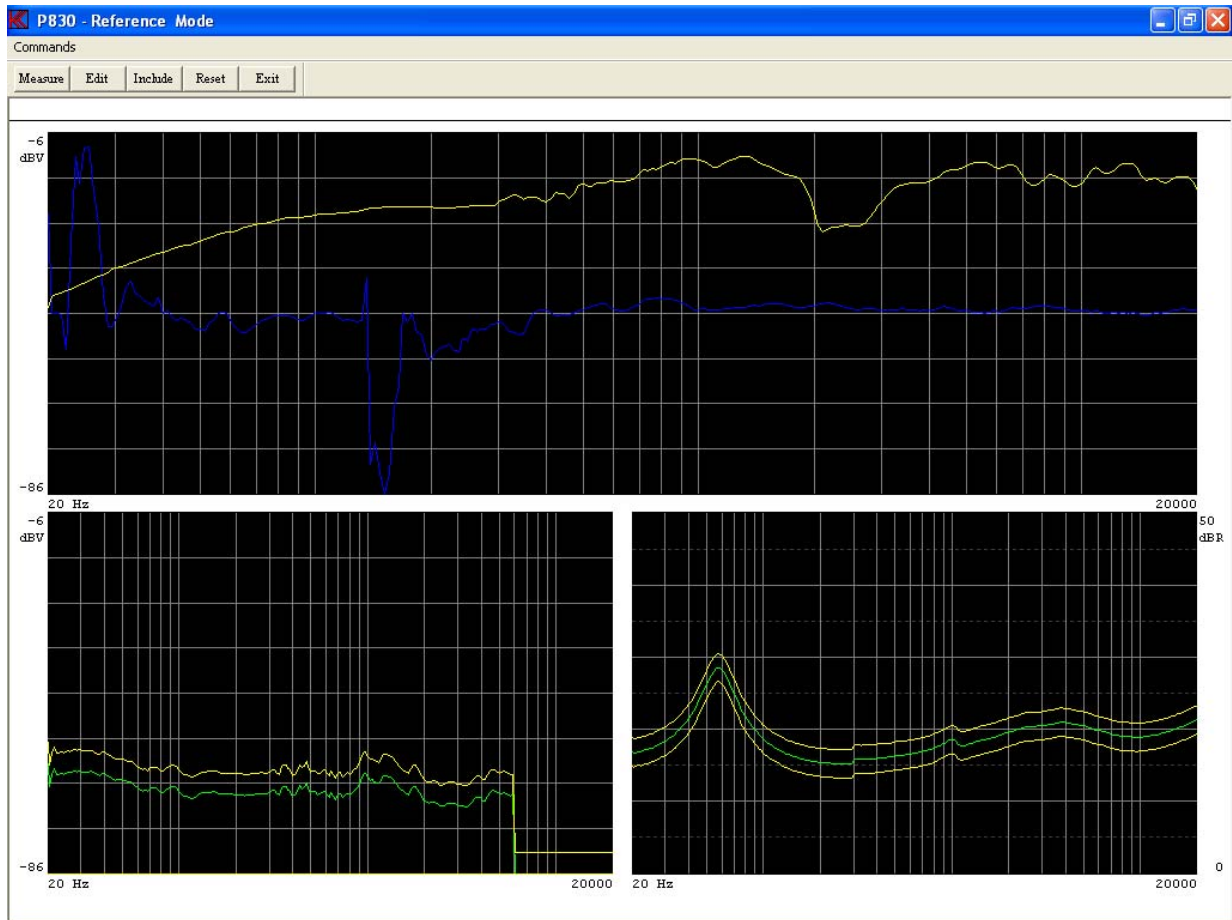 P830 - Reference Mode
Commands
Measure Edit Include Reset Exit
-6
dBV
-86
20 Hz 20000
-6
dBV
-86
20 Hz 20000
50
dBR
0
20 Hz 20000